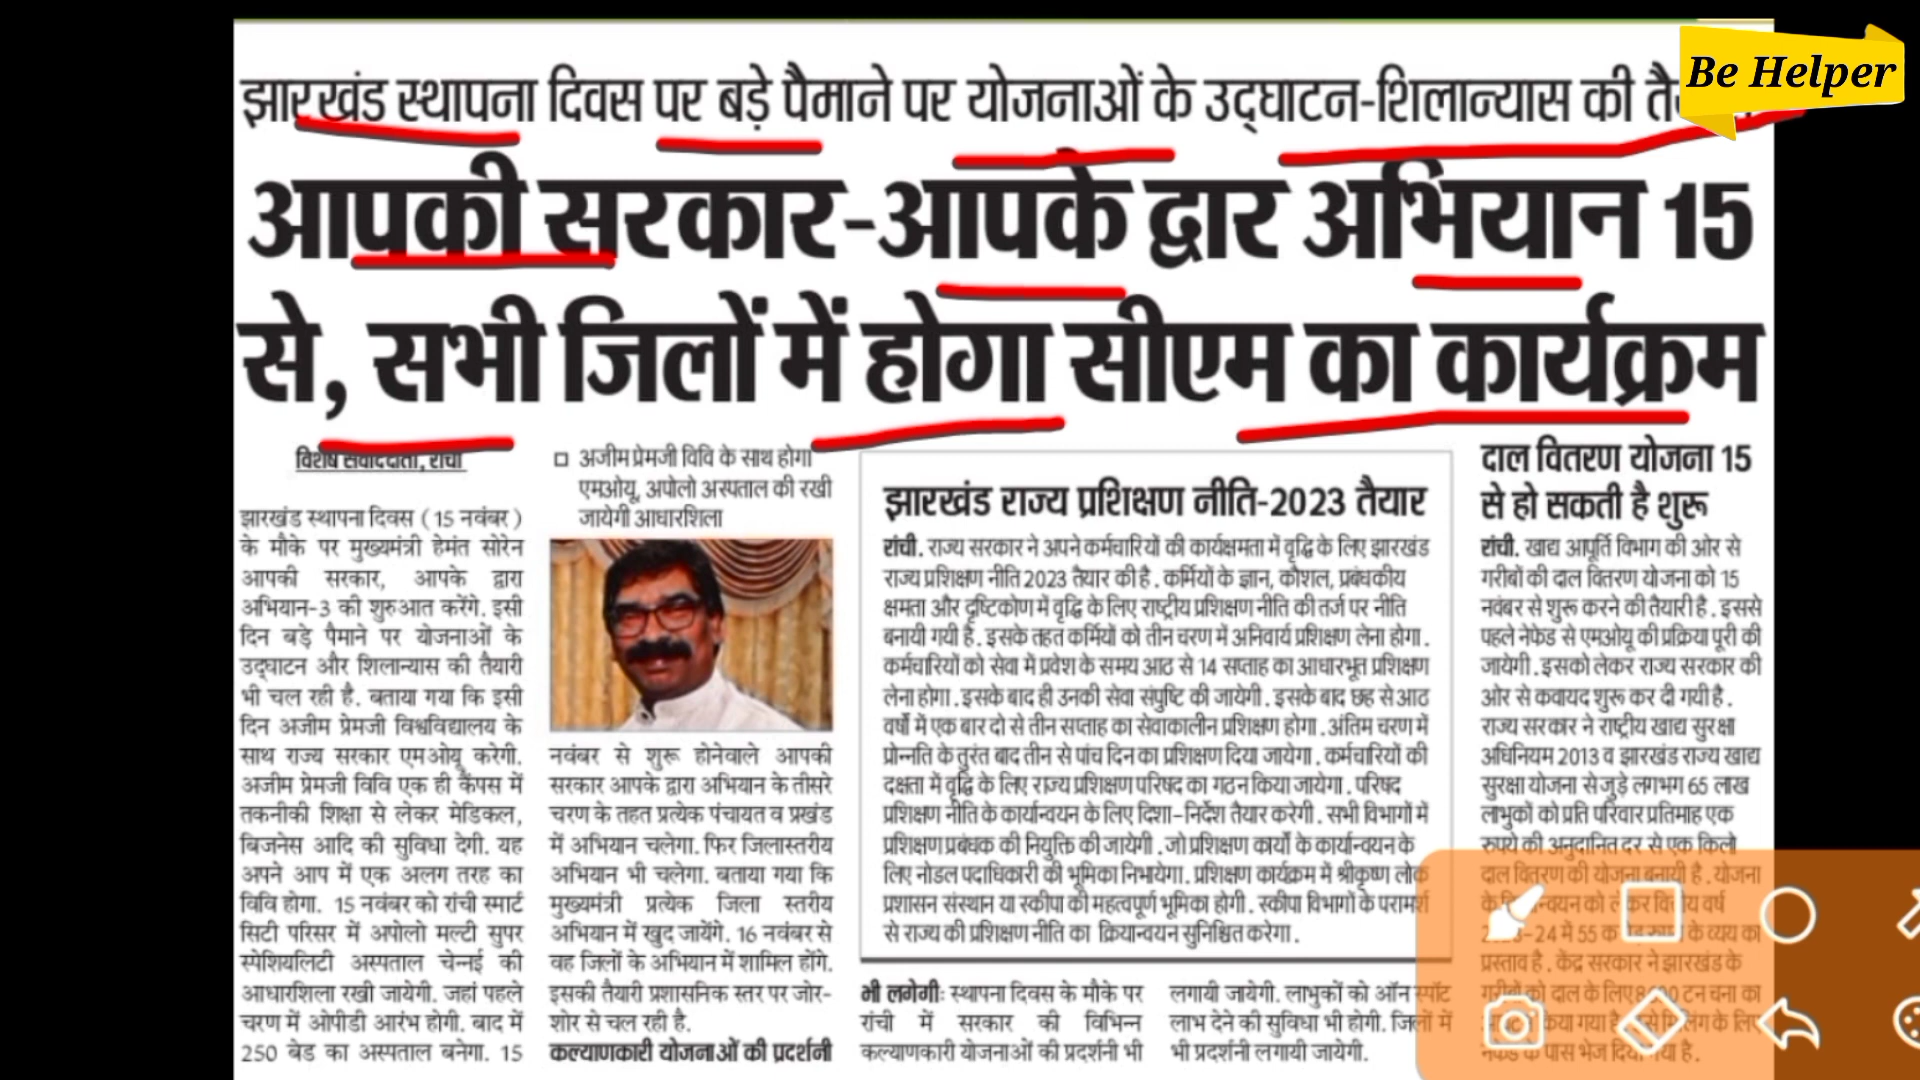 झारखंड स्थापना दिवस पर बड़े पैमाने पर योजनाओं के उद्घाटन-शिलान्यास की
Be Helper
आपकी सरकार-आपके द्वार अभियान 15
से, सभी जिलों में होगा सीएम का कार्यक्रम
विशेष संवाददाता, रांची
झारखंड स्थापना दिवस (15 नवंबर)
के मौके पर मुख्यमंत्री हेमंत सोरेन
आपकी सरकार, आपके द्वारा
अभियान-3 की शुरुआत करेंगे. इसी
दिन बड़े पैमाने पर योजनाओं के
उद्घाटन और शिलान्यास की तैयारी
भी चल रही है. बताया गया कि इसी
दिन अजीम प्रेमजी विश्वविद्यालय के
साथ राज्य सरकार एमओयू करेगी.
अजीम प्रेमजी विवि एक ही कैंपस में
तकनीकी शिक्षा से लेकर मेडिकल,
बिजनेस आदि की सुविधा देगी. यह
अपने आप में एक अलग तरह का
विवि होगा. 15 नवंबर को रांची स्मार्ट
सिटी परिसर में अपोलो मल्टी सुपर
स्पेशियलिटी अस्पताल चेन्नई की
आधारशिला रखी जायेगी. जहां पहले
चरण में ओपीडी आरंभ होगी. बाद में
250 बेड का अस्पताल बनेगा. 15
अजीम प्रेमजी विवि के साथ होगा
एमओयू, अपोलो अस्पताल की रखी
जायेगी आधारशिला
नवंबर से शुरू होनेवाले आपकी
सरकार आपके द्वारा अभियान के तीसरे
चरण के तहत प्रत्येक पंचायत व प्रखंड
में अभियान चलेगा. फिर जिलास्तरीय
अभियान भी चलेगा. बताया गया कि
मुख्यमंत्री प्रत्येक जिला स्तरीय
अभियान में खुद जायेंगे. 16 नवंबर से
वह जिलों के अभियान में शामिल होंगे.
इसकी तैयारी प्रशासनिक स्तर पर जोर-
शोर से चल रही है.
कल्याणकारी योजनाओं की प्रदर्शनी
झारखंड राज्य प्रशिक्षण नीति-2023 तैयार
रांची. राज्य सरकार ने अपने कर्मचारियों की कार्यक्षमता में वृद्धि के लिए झारखंड
राज्य प्रशिक्षण नीति 2023 तैयार की है. कर्मियों के ज्ञान, कौशल, प्रबंधकीय
क्षमता और दृष्टिकोण में वृद्धि के लिए राष्ट्रीय प्रशिक्षण नीति की तर्ज पर नीति
बनायी गयी है. इसके तहत कर्मियों को तीन चरण में अनिवार्य प्रशिक्षण लेना होगा.
कर्मचारियों को सेवा में प्रवेश के समय आठ से 14 सप्ताह का आधारभूत प्रशिक्षण
लेना होगा. इसके बाद ही उनकी सेवा संपुष्टि की जायेगी. इसके बाद छह से आठ
वर्षों में एक बार दो से तीन सप्ताह का सेवाकालीन प्रशिक्षण होगा. अंतिम चरण में
प्रोन्नति के तुरंत बाद तीन से पांच दिन का प्रशिक्षण दिया जायेगा. कर्मचारियों की
दक्षता में वृद्धि के लिए राज्य प्रशिक्षण परिषद का गठन किया जायेगा. परिषद
प्रशिक्षण नीति के कार्यान्वयन के लिए दिशा-निर्देश तैयार करेगी. सभी विभागों में
प्रशिक्षण प्रबंधक की नियुक्ति की जायेगी. जो प्रशिक्षण कार्यों के कार्यान्वयन के
लिए नोडल पदाधिकारी की भूमिका निभायेगा. प्रशिक्षण कार्यक्रम में श्रीकृष्ण लोक
प्रशासन संस्थान या स्कीपा की महत्वपूर्ण भूमिका होगी. स्कीपा विभागों के परामर्श
से राज्य की प्रशिक्षण नीति का क्रियान्वयन सुनिश्चित करेगा.
भी लगेगी: स्थापना दिवस के मौके पर
रांची में सरकार की विभिन्न
कल्याणकारी योजनाओं की प्रदर्शनी भी
लगायी जायेगी. लाभुकों को ऑन स्पॉट
लाभ देने की सुविधा भी होगी. जिलों में
भी प्रदर्शनी लगायी जायेगी.
दाल वितरण योजना 15
से हो सकती है शुरू
रांची. खाद्य आपूर्ति विभाग की ओर से
गरीबों की दाल वितरण योजना को 15
नवंबर से शुरू करने की तैयारी है. इससे
पहले नेफेड से एमओयू की प्रक्रिया पूरी की
जायेगी. इसको लेकर राज्य सरकार की
ओर से कवायद शुरू कर दी गयी है.
राज्य सरकार ने राष्ट्रीय खाद्य सुरक्षा
अधिनियम 2013 व झारखंड राज्य खाद्य
सुरक्षा योजना से जुड़े लगभग 65 लाख
लाभुकों को प्रति परिवार प्रतिमाह एक
रुपये की अनुदानित दर से एक किलो
दाल वितरण की योजना बनायी है. योजना
के वित्तीय वर्ष
-24 में 55 के व्यय का
प्रस्ताव है. केंद्र सरकार ने झारखंड के
गरीबों को दाल के लिए टन चना का
किया गया है के लिए
के पास भेज दिया गया है.